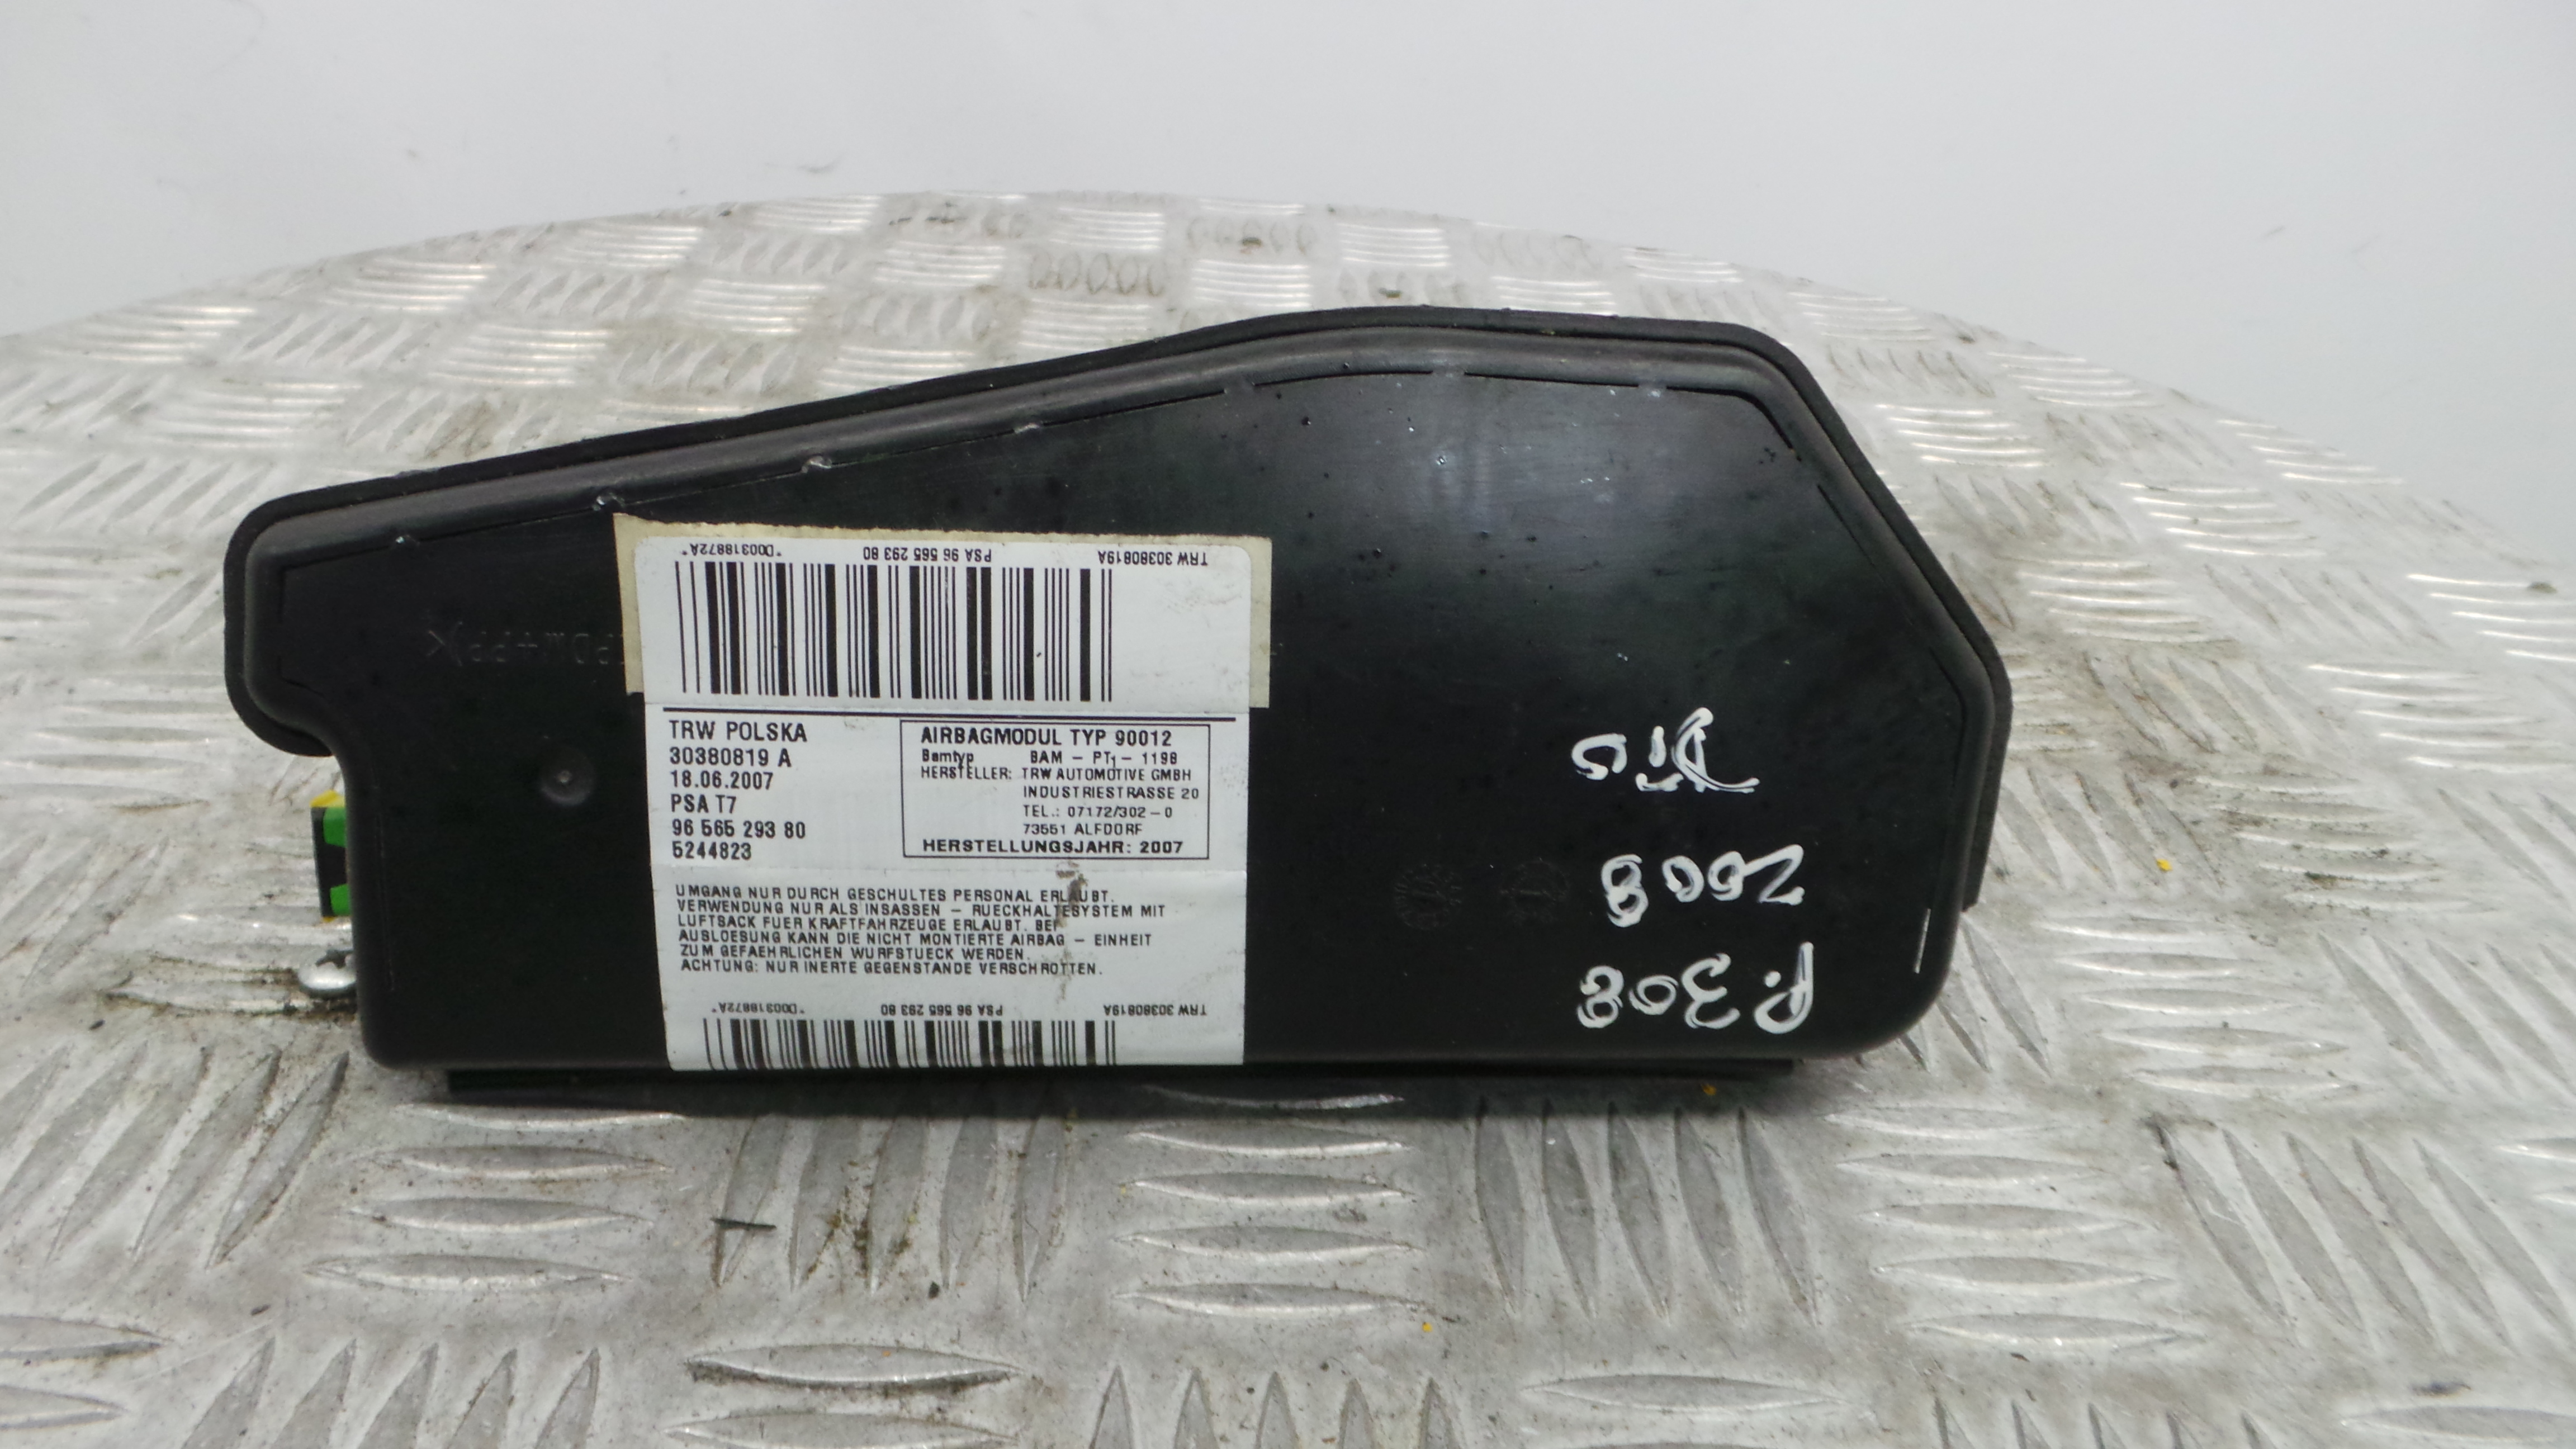 TRW 30380819A PSA 96 565 293 80 *D00318872A*
TRW POLSKA
30380819 A
18.06.2007
PSA T7
96 565 293 80
5244823
AIRBAGMODUL TYP 90012
Bamtyp BAM - PT1 - 1198
HERSTELLER: TRW AUTOMOTIVE GMBH
INDUSTRIESTRASSE 20
TEL.: 07172/302-0
73551 ALFDORF
HERSTELLUNGSJAHR: 2007
UMGANG NUR DURCH GESCHULTES PERSONAL ERLAUBT.
VERWENDUNG NUR ALS INSASSEN - RUECKHALTESYSTEM MIT
LUFTSACK FUER KRAFTFAHRZEUGE ERLAUBT. BEI
AUSLOESUNG KANN DIE NICHT MONTIERTE AIRBAG - EINHEIT
ZUM GEFAEHRLICHEN WURFSTUECK WERDEN.
ACHTUNG: NUR INERTE GEGENSTANDE VERSCHROTTEN.
TRW 30380819A PSA 96 565 293 80 *D00318872A*
P.308
2008